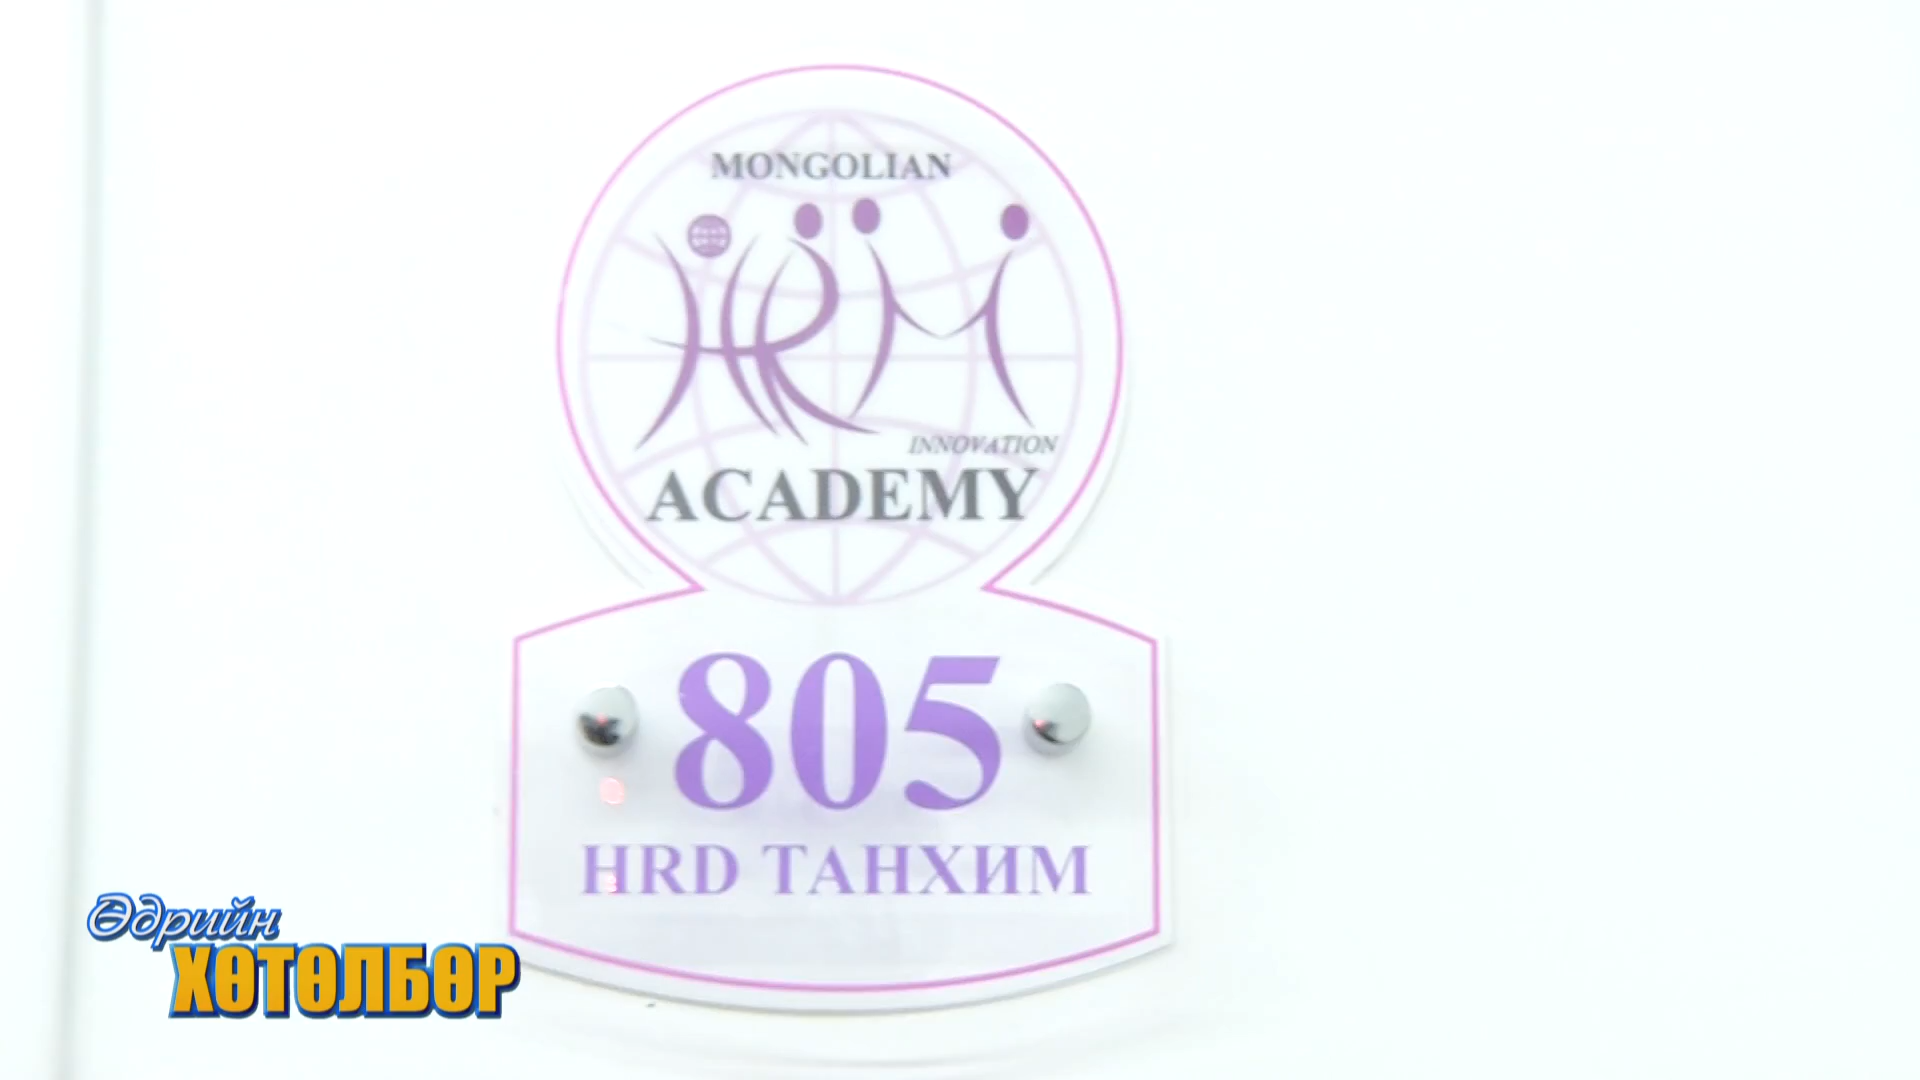 MONGOLIAN
HRM
INNOVATION
ACADEMY
805
HRD ТАНХИМ
Өдрийн
ХӨТӨЛБӨР